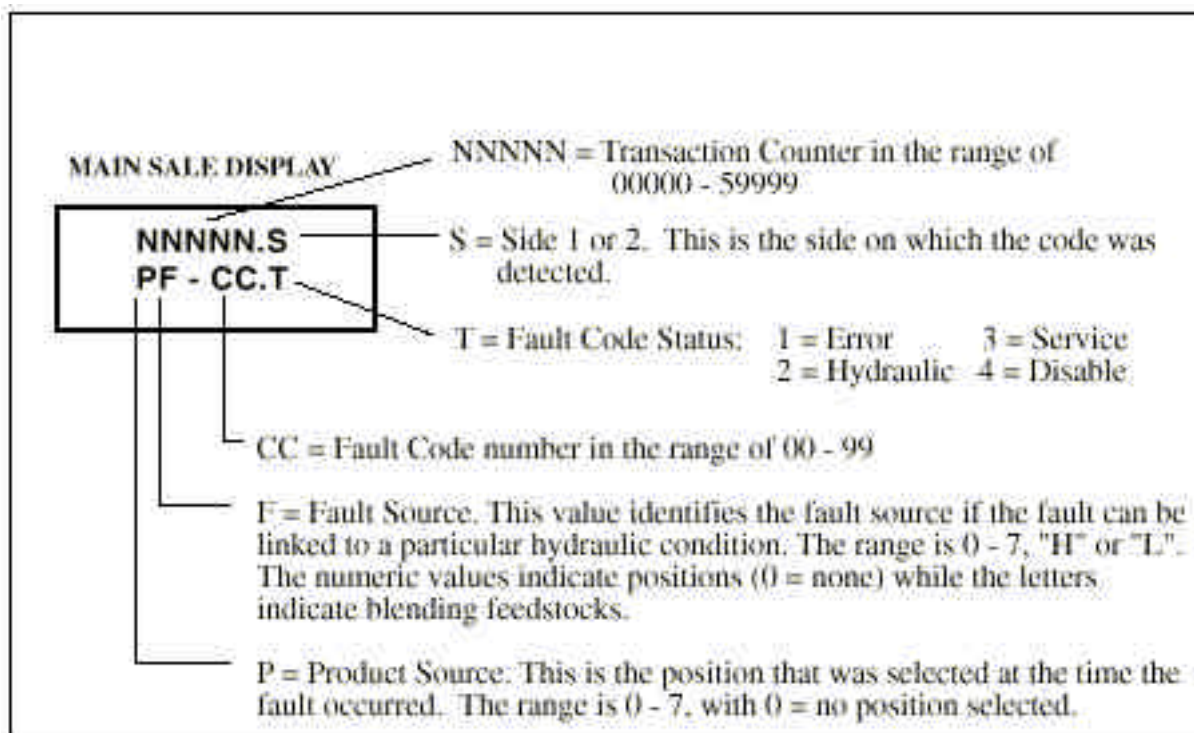 NNNNN = Transaction Counter in the range of
00000 - 59999
MAIN SALE DISPLAY
NNNNN.S
PF - CC.T
S = Side 1 or 2. This is the side on which the code was
detected.
T = Fault Code Status: 1 = Error 3 = Service
2 = Hydraulic 4 = Disable
CC = Fault Code number in the range of 00 - 99
F = Fault Source. This value identifies the fault source if the fault can be
linked to a particular hydraulic condition. The range is 0 - 7, "H" or "L".
The numeric values indicate positions (0 = none) while the letters
indicate blending feedstocks.
P = Product Source: This is the position that was selected at the time the
fault occurred. The range is 0 - 7, with 0 = no position selected.